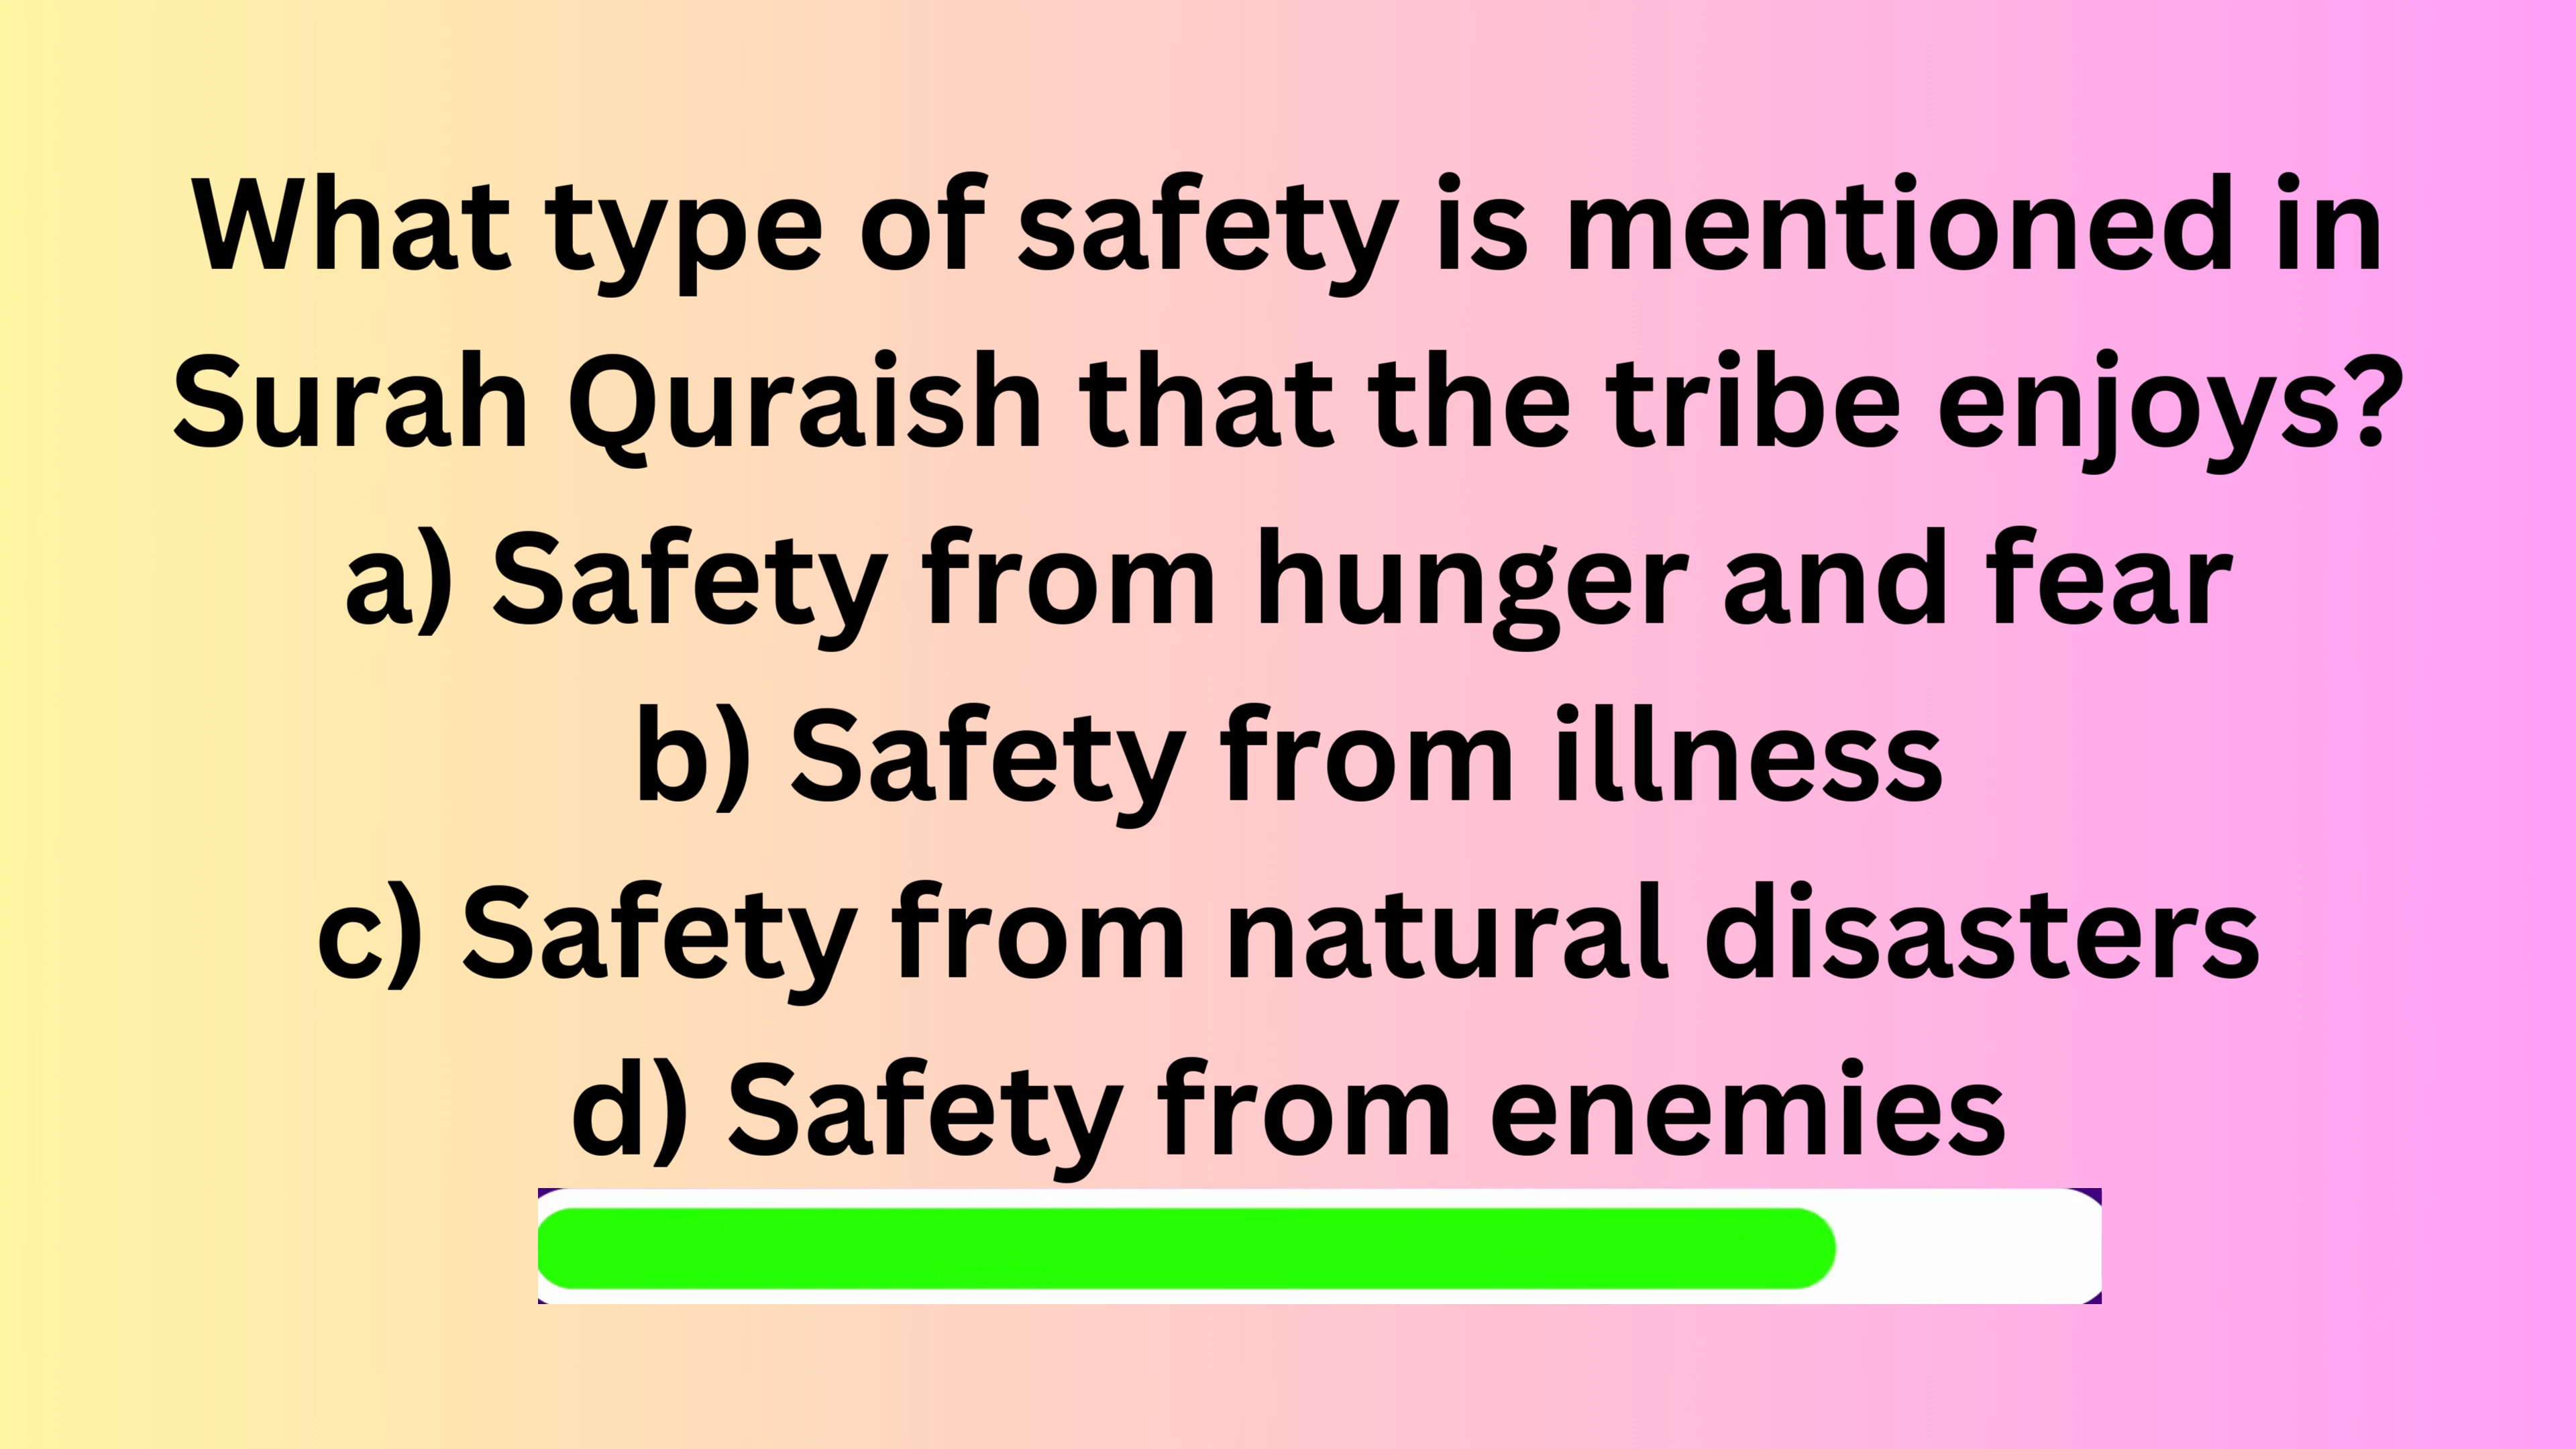 What type of safety is mentioned in
Surah Quraish that the tribe enjoys?
a) Safety from hunger and fear
b) Safety from illness
c) Safety from natural disasters
d) Safety from enemies